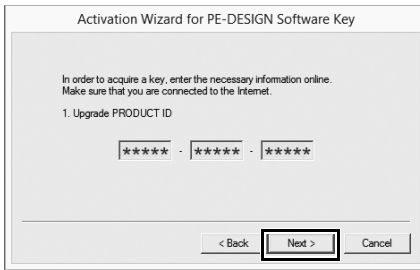 Activation Wizard for PE-DESIGN Software Key
In order to acquire a key, enter the necessary information online.
Make sure that you are connected to the Internet.
1. Upgrade PRODUCT ID
***** - ***** - *****
< Back Next > Cancel